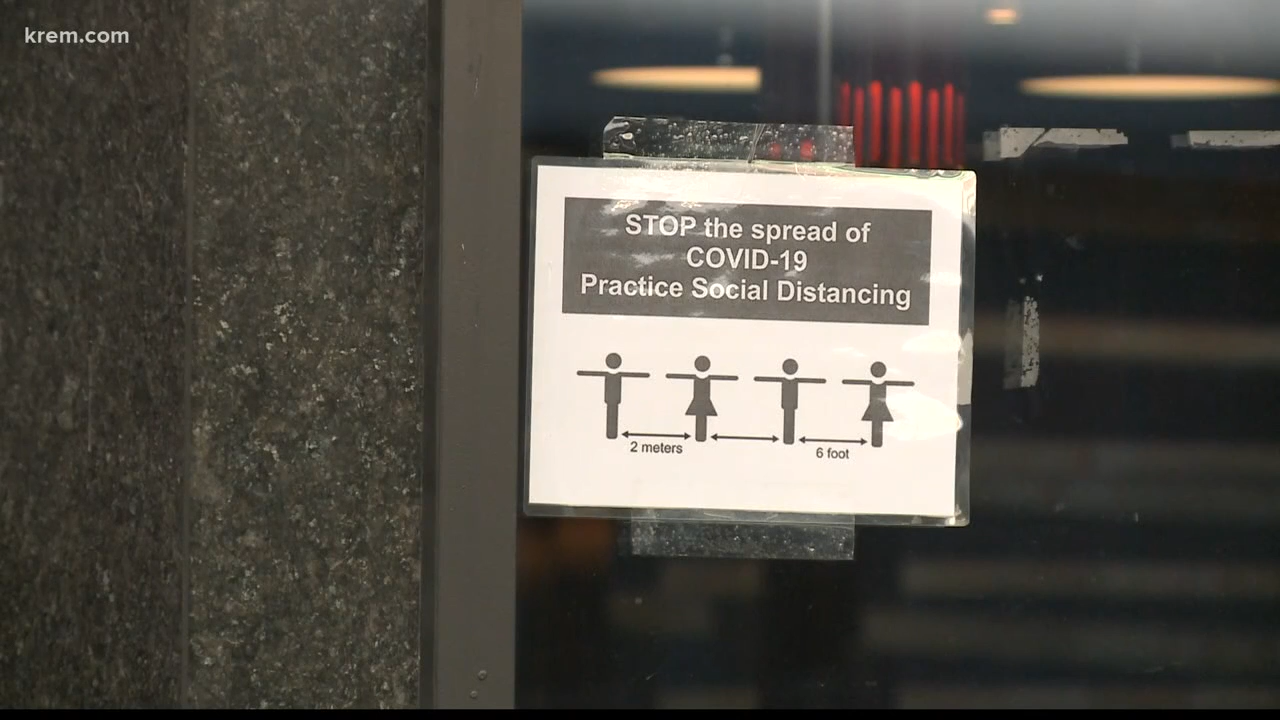 krem.com
STOP the spread of
COVID-19
Practice Social Distancing
2 meters
6 foot